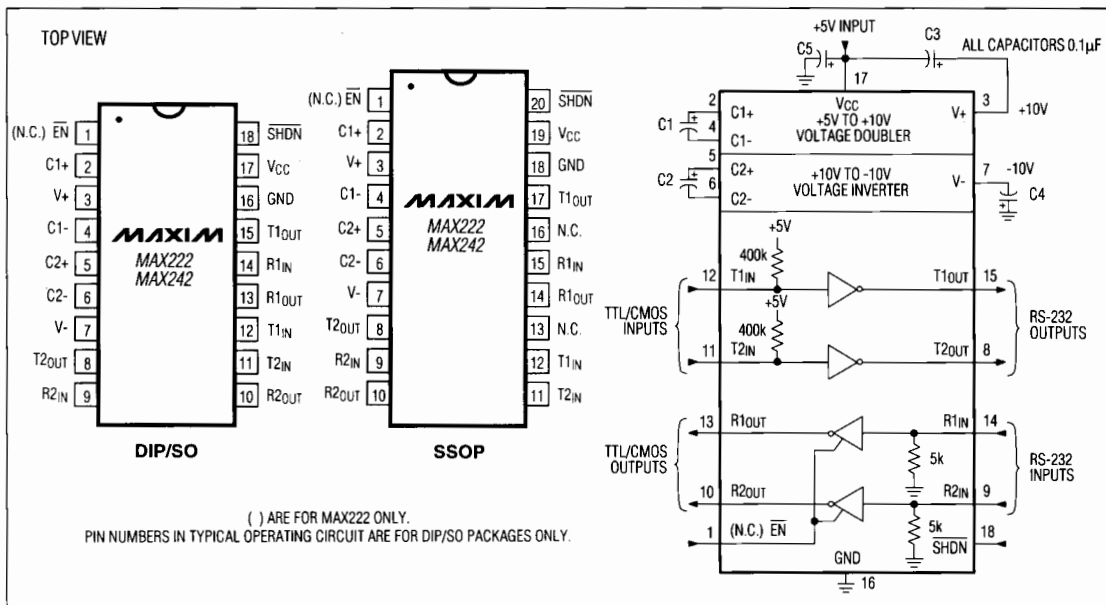 TOP VIEW
(N.C.) EN 1
C1+ 2
V+ 3
C1- 4
C2+ 5
C2- 6
V- 7
T2OUT 8
R2IN 9
18 SHDN
17 VCC
16 GND
15 T1OUT
14 R1IN
13 R1OUT
12 T1IN
11 T2IN
10 R2OUT
MAXIM
MAX222
MAX242
DIP/SO
(N.C.) EN 1
C1+ 2
V+ 3
C1- 4
C2+ 5
C2- 6
V- 7
T2OUT 8
R2IN 9
R2OUT 10
20 SHDN
19 VCC
18 GND
17 T1OUT
16 N.C.
15 R1IN
14 R1OUT
13 N.C.
12 T1IN
11 T2IN
MAXIM
MAX222
MAX242
SSOP
( ) ARE FOR MAX222 ONLY.
PIN NUMBERS IN TYPICAL OPERATING CIRCUIT ARE FOR DIP/SO PACKAGES ONLY.
+5V INPUT
C5
C3
ALL CAPACITORS 0.1µF
17
VCC
+5V TO +10V
VOLTAGE DOUBLER
C1
2
C1+
4
C1-
V+
3
+10V
+10V TO -10V
VOLTAGE INVERTER
C2
5
C2+
6
C2-
V-
7
-10V
C4
+5V
400k
12 T1IN
T1OUT 15
+5V
400k
11 T2IN
T2OUT 8
TTL/CMOS
INPUTS
RS-232
OUTPUTS
13 R1OUT
R1IN 14
5k
10 R2OUT
R2IN 9
5k
TTL/CMOS
OUTPUTS
RS-232
INPUTS
1 (N.C.) EN
SHDN 18
GND
16